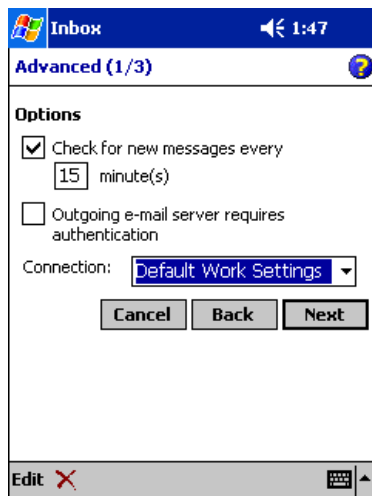 Inbox 1:47
Advanced (1/3) ?
Options
Check for new messages every
15 minute(s)
Outgoing e-mail server requires
authentication
Connection: Default Work Settings
Cancel Back Next
Edit